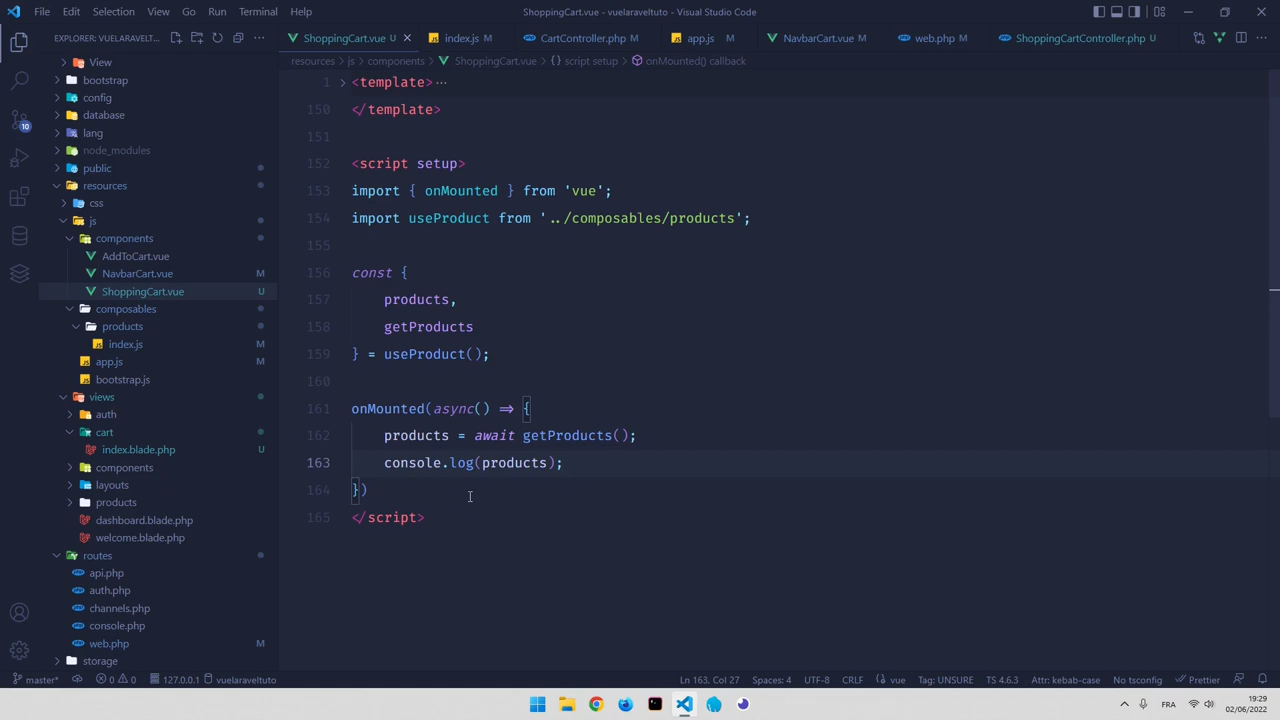 File Edit Selection View Go Run Terminal Help
ShoppingCart.vue - vuelaraveltuto - Visual Studio Code
EXPLORER: VUELARAVELT...
ShoppingCart.vue U
index.js M
CartController.php M
app.js M
NavbarCart.vue M
web.php M
ShoppingCartController.php U
resources > js > components > ShoppingCart.vue > {} script setup > onMounted() callback
View
bootstrap
config
database
lang
node_modules
public
resources
css
js
components
AddToCart.vue
NavbarCart.vue M
ShoppingCart.vue U
composables
products
index.js M
app.js M
bootstrap.js
views
auth
cart
index.blade.php U
components
layouts
products
dashboard.blade.php
welcome.blade.php
routes
api.php
auth.php
channels.php
console.php
web.php M
storage
10
1 <template>...
150 </template>
151
152 <script setup>
153 import { onMounted } from 'vue';
154 import useProduct from '../composables/products';
155
156 const {
157 products,
158 getProducts
159 } = useProduct();
160
161 onMounted(async() => {
162 products = await getProducts();
163 console.log(products);
164 })
165 </script>
master* 0 0 127.0.0.1 vuelaraveltuto
Ln 163, Col 27 Spaces: 4 UTF-8 CRLF {} vue Tag: UNSURE TS 4.6.3 Attr: kebab-case No tsconfig Prettier
FRA
19:29
02/06/2022